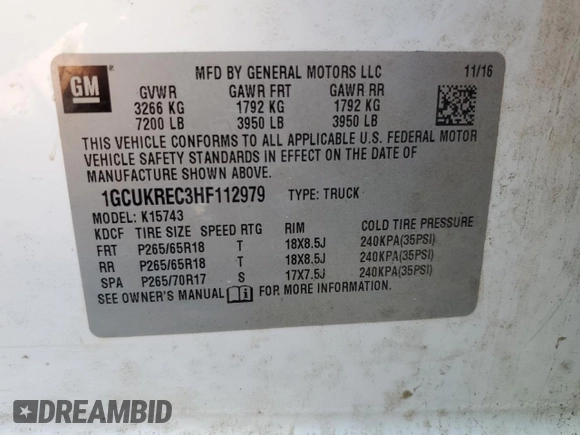 GM
MFD BY GENERAL MOTORS LLC 11/16
GVWR GAWR FRT GAWR RR
3266 KG 1792 KG 1792 KG
7200 LB 3950 LB 3950 LB
THIS VEHICLE CONFORMS TO ALL APPLICABLE U.S. FEDERAL MOTOR
VEHICLE SAFETY STANDARDS IN EFFECT ON THE DATE OF
MANUFACTURE SHOWN ABOVE.
1GCUKREC3HF112979 TYPE: TRUCK
MODEL: K15743
KDCF TIRE SIZE SPEED RTG RIM COLD TIRE PRESSURE
FRT P265/65R18 T 18X8.5J 240KPA(35PSI)
RR P265/65R18 T 18X8.5J 240KPA(35PSI)
SPA P265/70R17 S 17X7.5J 240KPA(35PSI)
SEE OWNER'S MANUAL FOR MORE INFORMATION.
DREAMBID